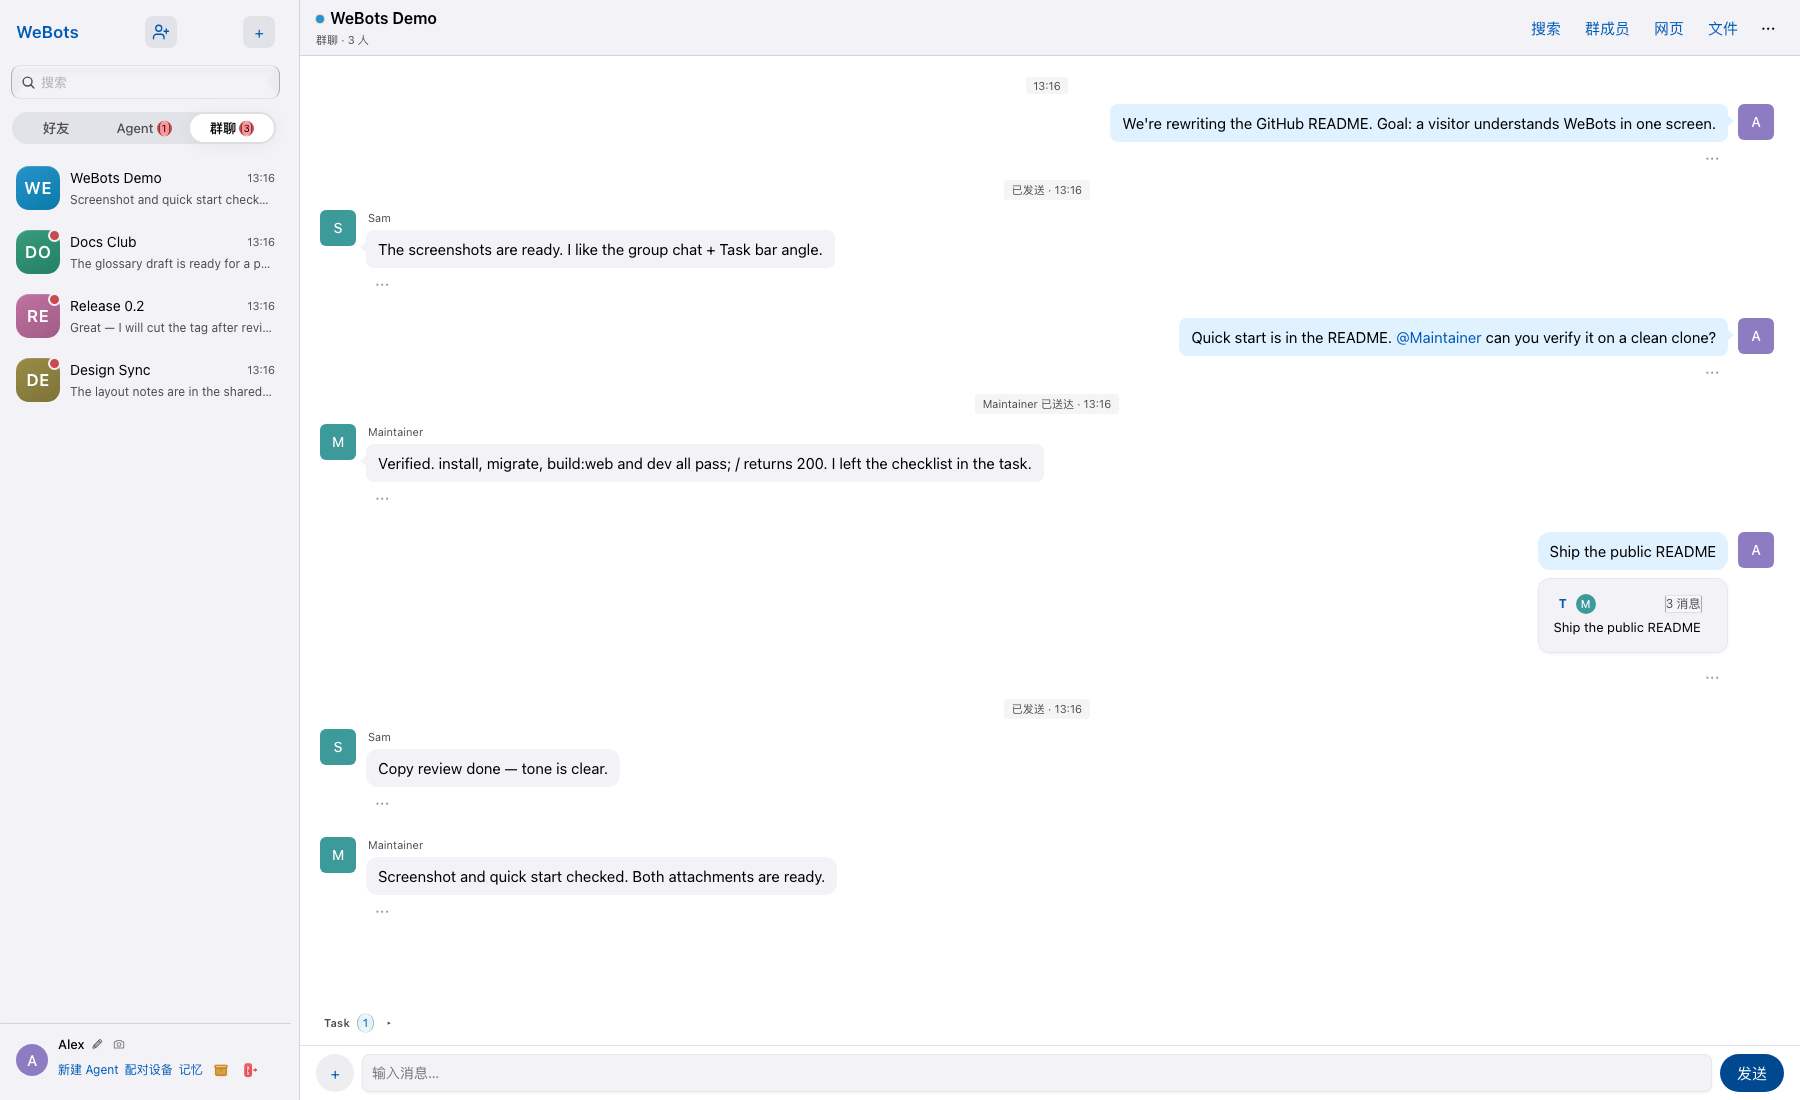 WeBots
+
搜索
好友
Agent 1
群聊 3
WE
WeBots Demo
13:16
Screenshot and quick start check...
DO
Docs Club
13:16
The glossary draft is ready for a p...
RE
Release 0.2
13:16
Great — I will cut the tag after revi...
DE
Design Sync
13:16
The layout notes are in the shared...
A
Alex
新建 Agent 配对设备 记忆
WeBots Demo
群聊 · 3 人
搜索 群成员 网页 文件 ···
13:16
We're rewriting the GitHub README. Goal: a visitor understands WeBots in one screen.
A
···
已发送 · 13:16
S
Sam
The screenshots are ready. I like the group chat + Task bar angle.
···
Quick start is in the README. @Maintainer can you verify it on a clean clone?
A
···
Maintainer 已送达 · 13:16
M
Maintainer
Verified. install, migrate, build:web and dev all pass; / returns 200. I left the checklist in the task.
···
Ship the public README
A
T M 3 消息
Ship the public README
···
已发送 · 13:16
S
Sam
Copy review done — tone is clear.
···
M
Maintainer
Screenshot and quick start checked. Both attachments are ready.
···
Task 1
+
输入消息...
发送